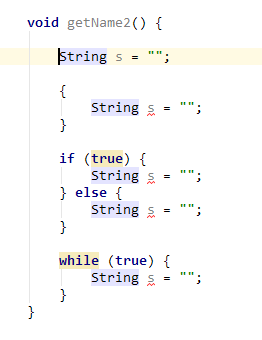 void getName2() {
String s = "";
{
String s = "";
}
if (true) {
String s = "";
} else {
String s = "";
}
while (true) {
String s = "";
}
}